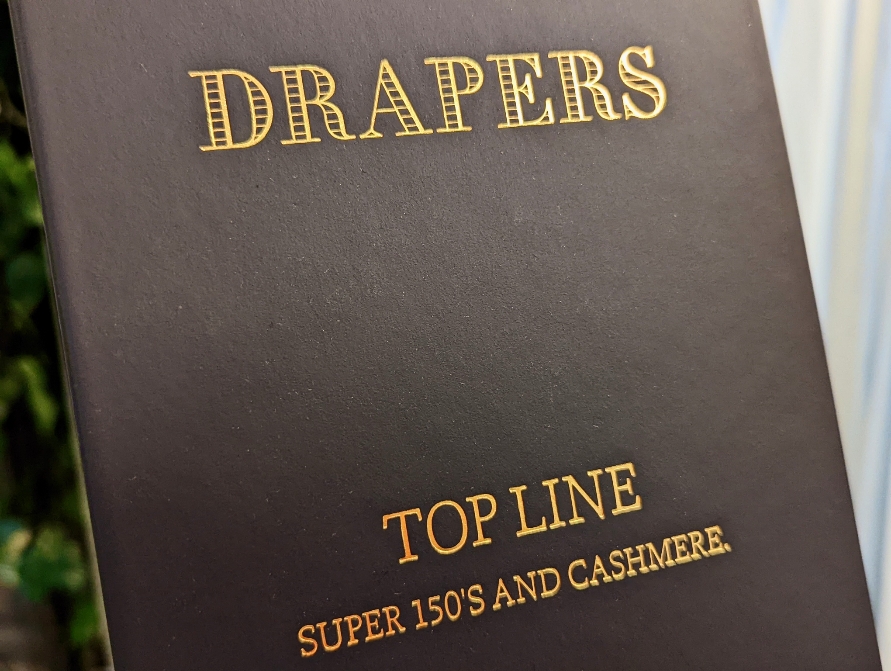 DRAPERS
TOP LINE
SUPER 150'S AND CASHMERE.